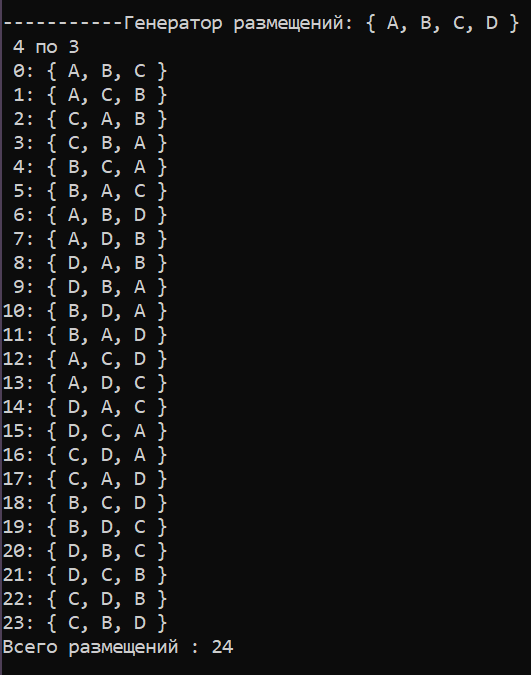 -----------Генератор размещений: { A, B, C, D }
4 по 3
0: { A, B, C }
1: { A, C, B }
2: { C, A, B }
3: { C, B, A }
4: { B, C, A }
5: { B, A, C }
6: { A, B, D }
7: { A, D, B }
8: { D, A, B }
9: { D, B, A }
10: { B, D, A }
11: { B, A, D }
12: { A, C, D }
13: { A, D, C }
14: { D, A, C }
15: { D, C, A }
16: { C, D, A }
17: { C, A, D }
18: { B, C, D }
19: { B, D, C }
20: { D, B, C }
21: { D, C, B }
22: { C, D, B }
23: { C, B, D }
Всего размещений : 24